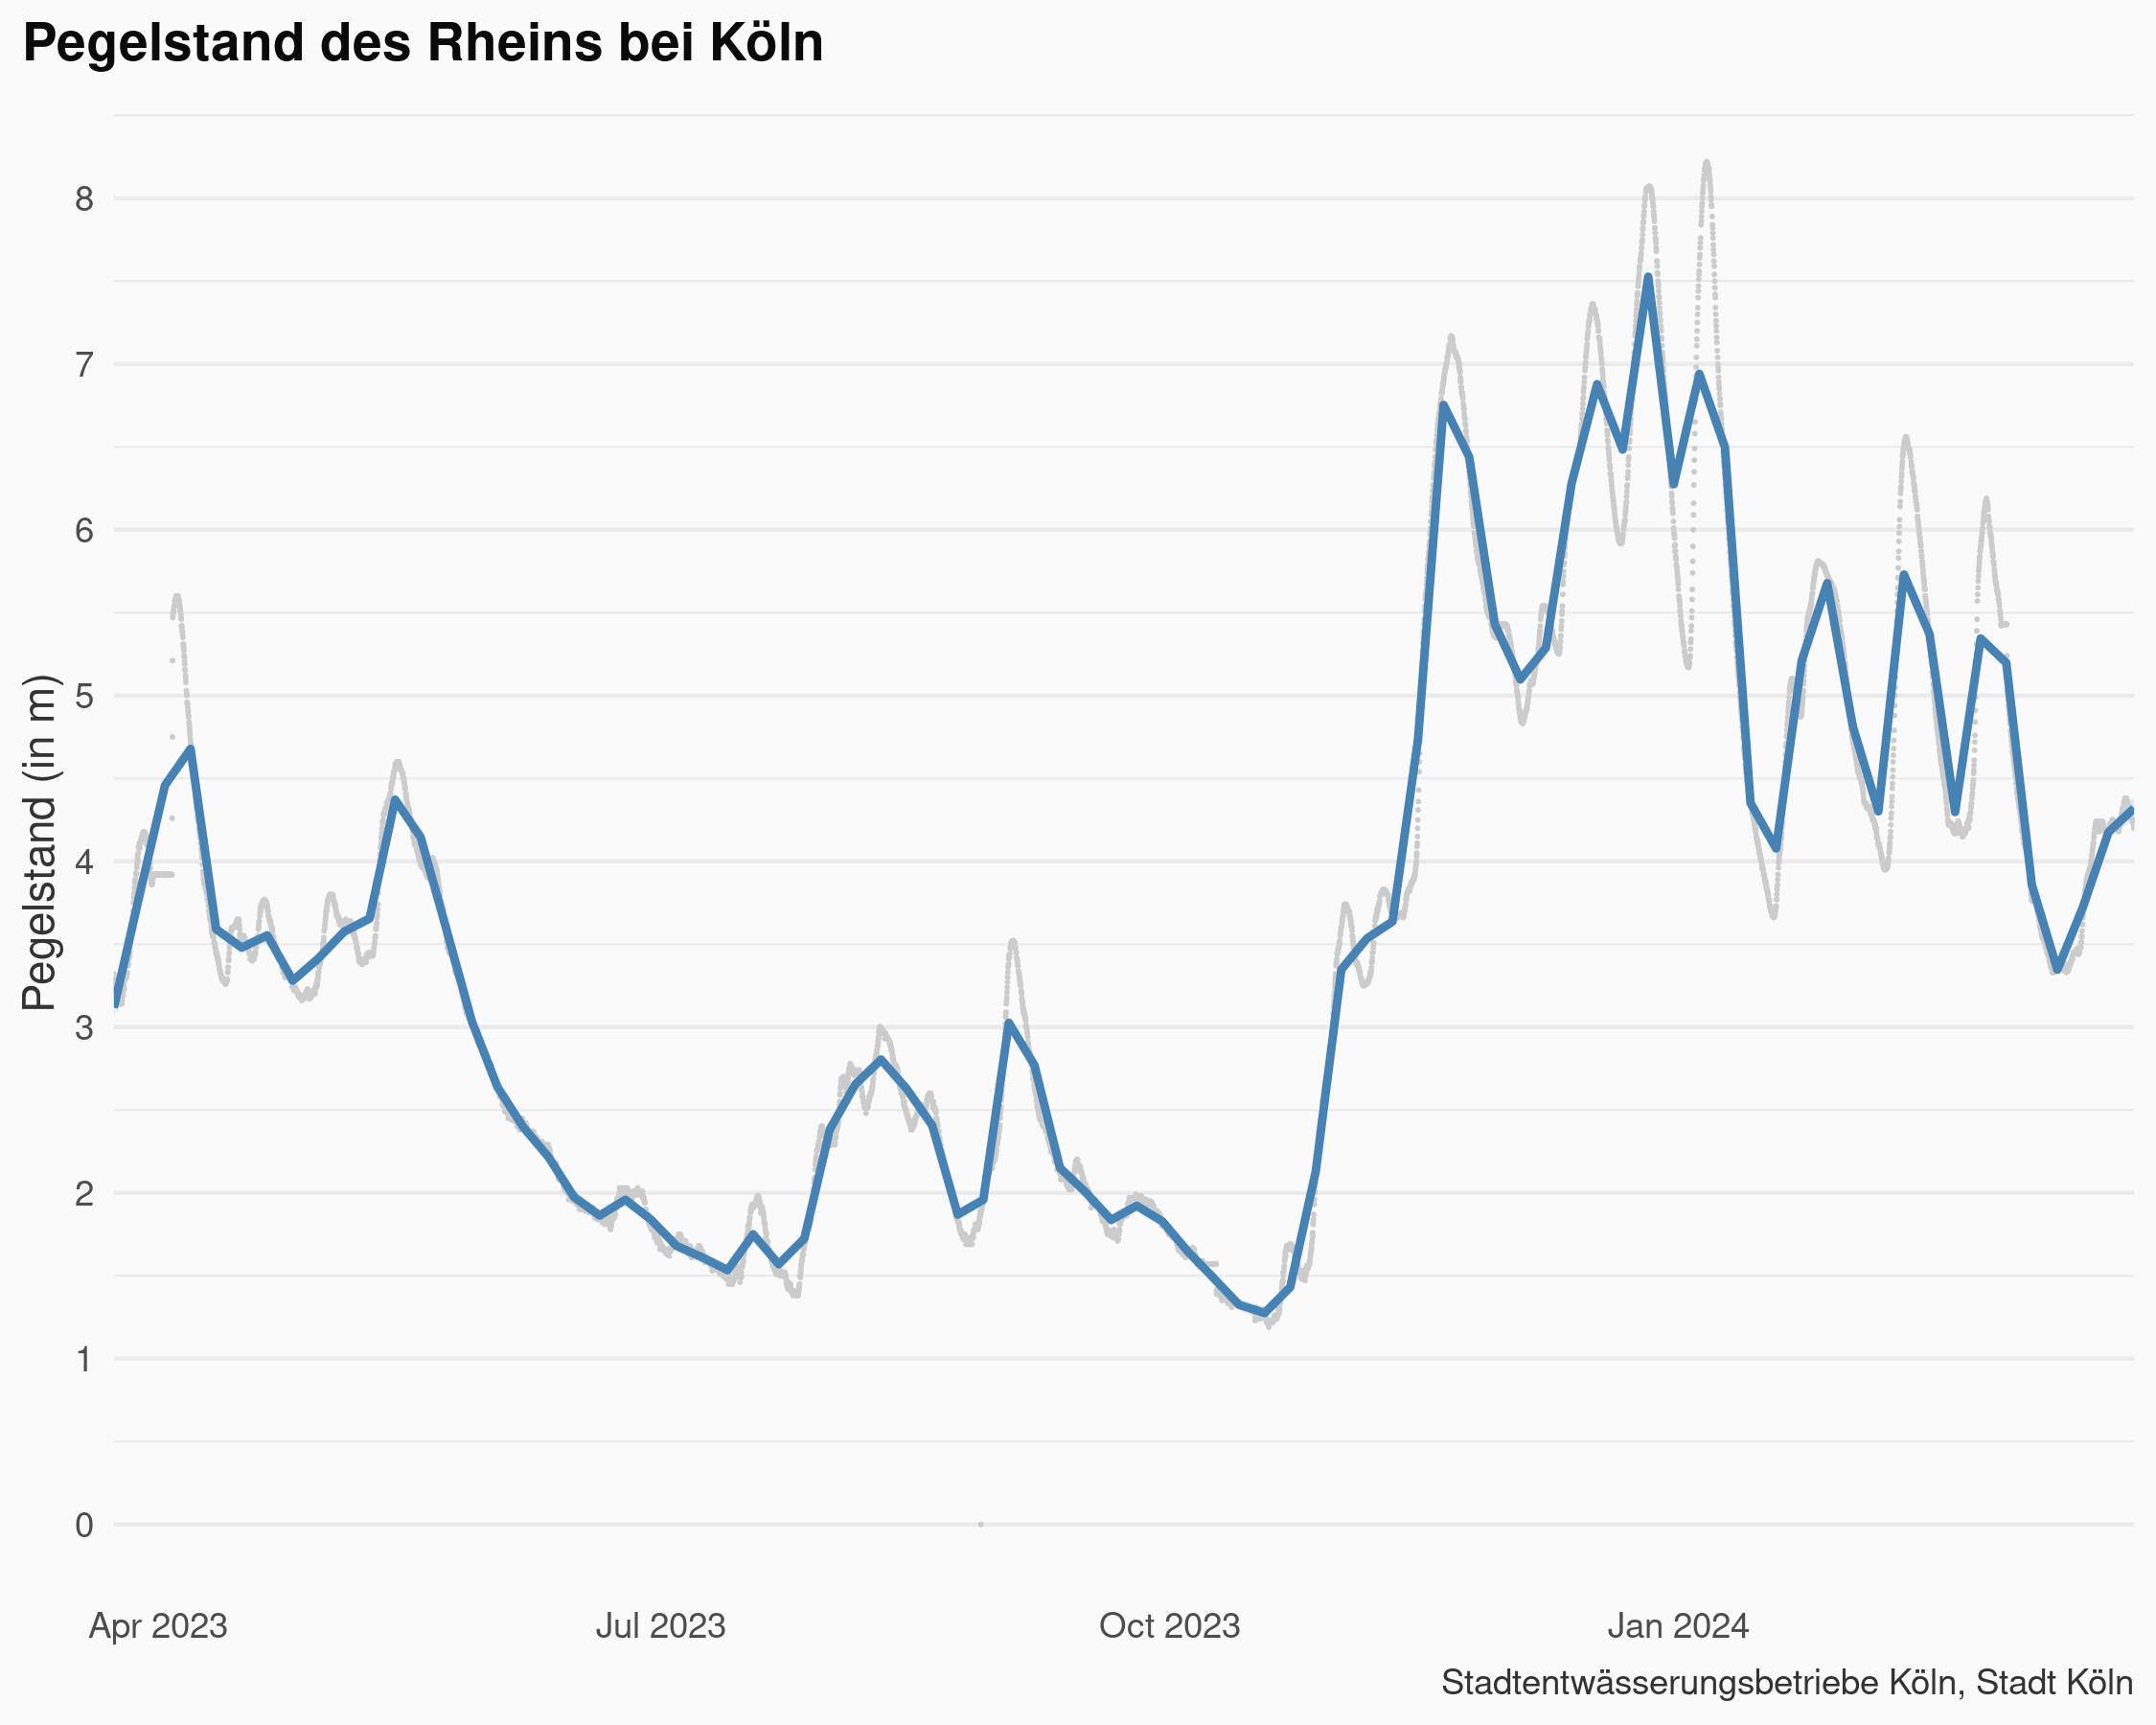 Pegelstand des Rheins bei Köln
Pegelstand (in m)
8
7
6
5
4
3
2
1
0
Apr 2023
Jul 2023
Oct 2023
Jan 2024
Stadtentwässerungsbetriebe Köln, Stadt Köln